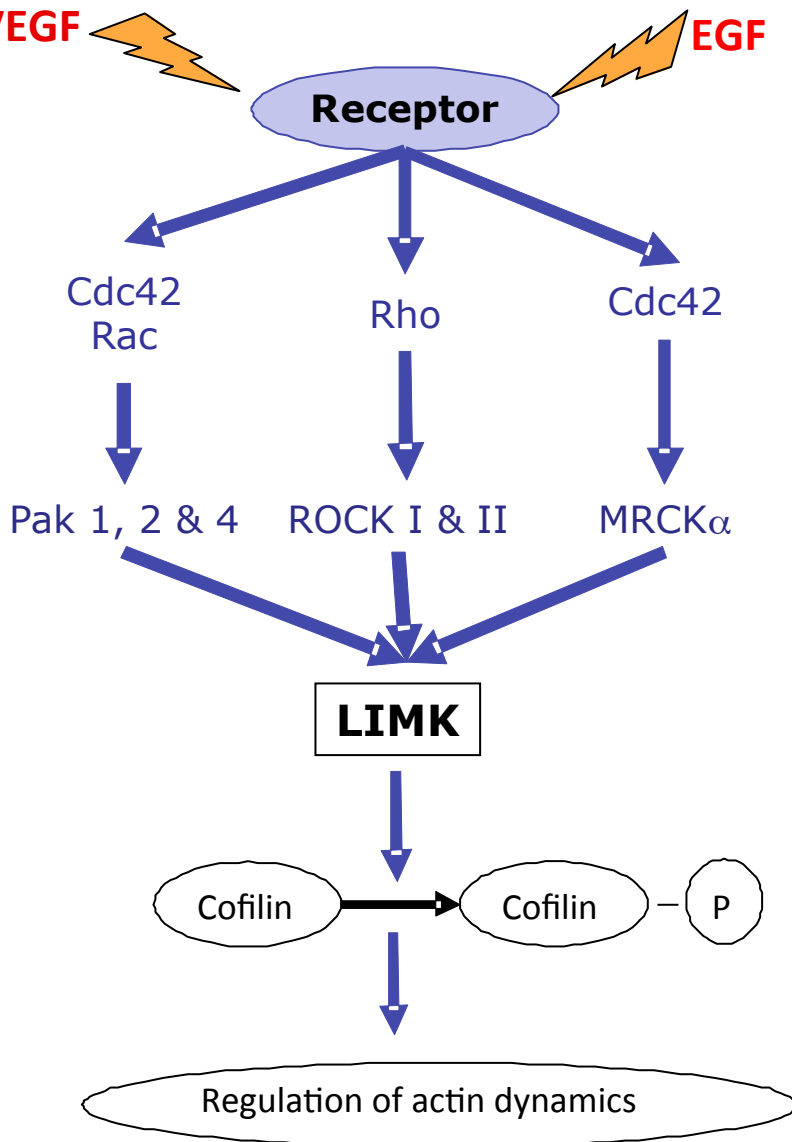 VEGF
EGF
Receptor
Cdc42
Rac
Rho
Cdc42
Pak 1, 2 & 4
ROCK I & II
MRCKα
LIMK
Cofilin
Cofilin
– P
Regulation of actin dynamics